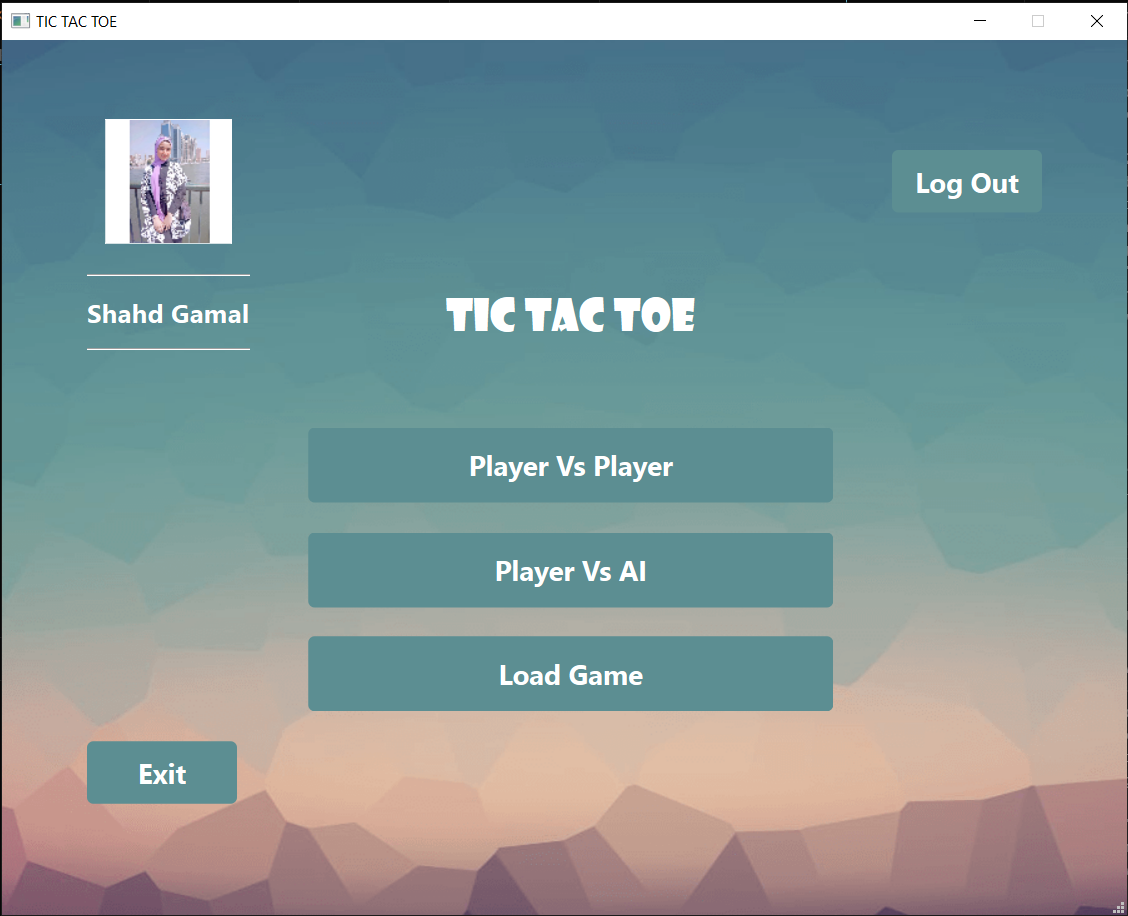 TIC TAC TOE
Log Out
Shahd Gamal
TIC TAC TOE
Player Vs Player
Player Vs AI
Load Game
Exit